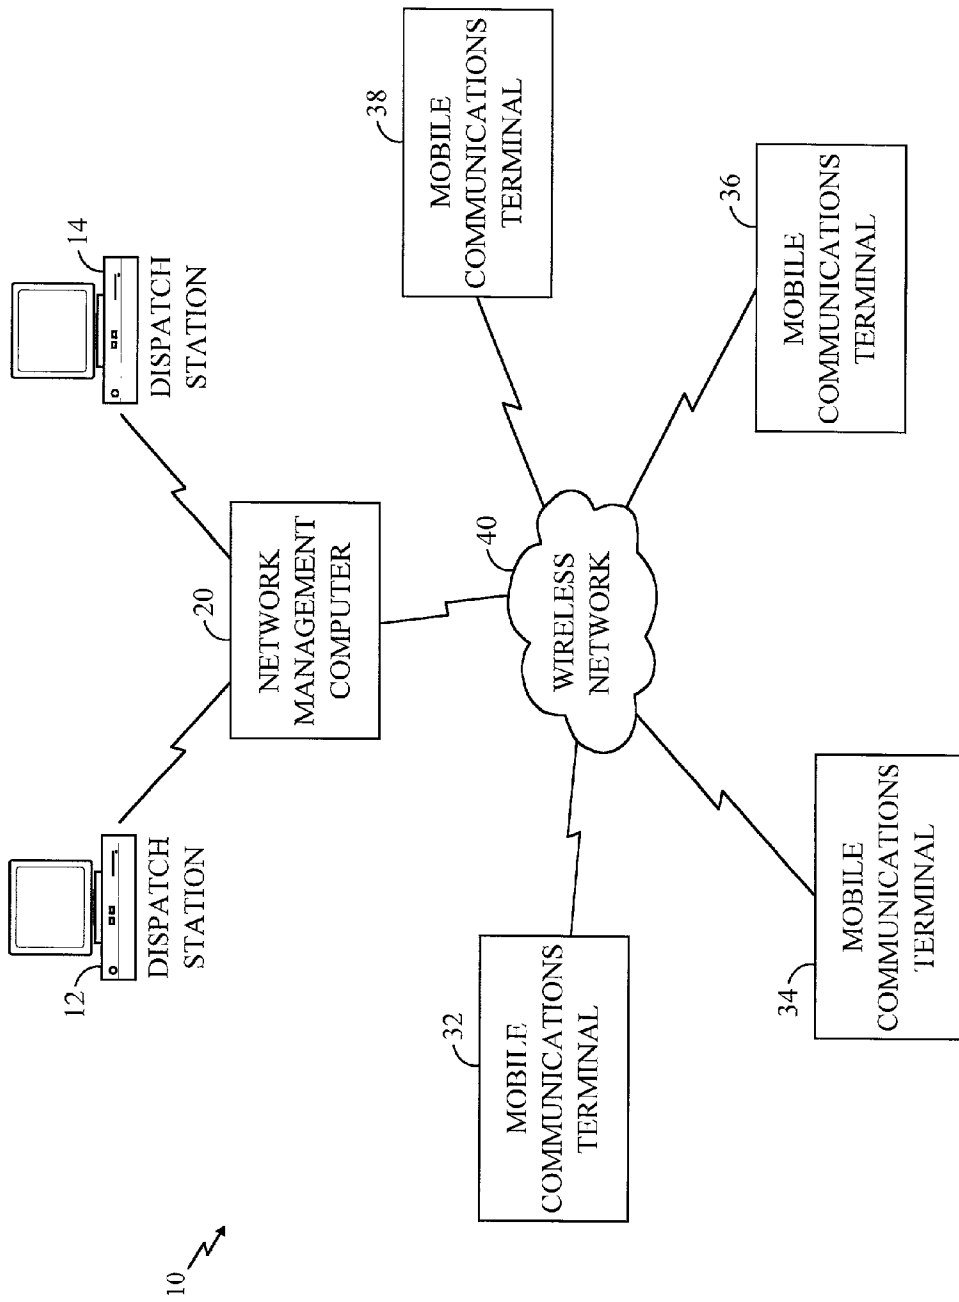 10
12
DISPATCH
STATION
14
DISPATCH
STATION
20
NETWORK
MANAGEMENT
COMPUTER
38
MOBILE
COMMUNICATIONS
TERMINAL
32
MOBILE
COMMUNICATIONS
TERMINAL
40
WIRELESS
NETWORK
36
MOBILE
COMMUNICATIONS
TERMINAL
34
MOBILE
COMMUNICATIONS
TERMINAL